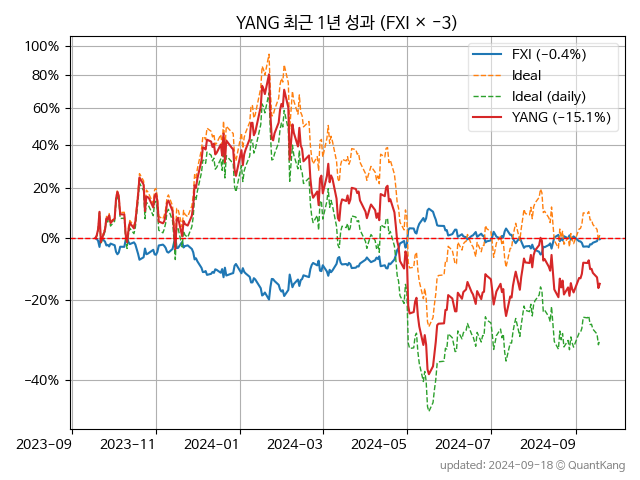 YANG 최근 1년 성과 (FXI × −3)
100%
80%
60%
40%
20%
0%
−20%
−40%
FXI (−0.4%)
Ideal
Ideal (daily)
YANG (−15.1%)
2023-09
2023-11
2024-01
2024-03
2024-05
2024-07
2024-09
updated: 2024-09-18 © QuantKang